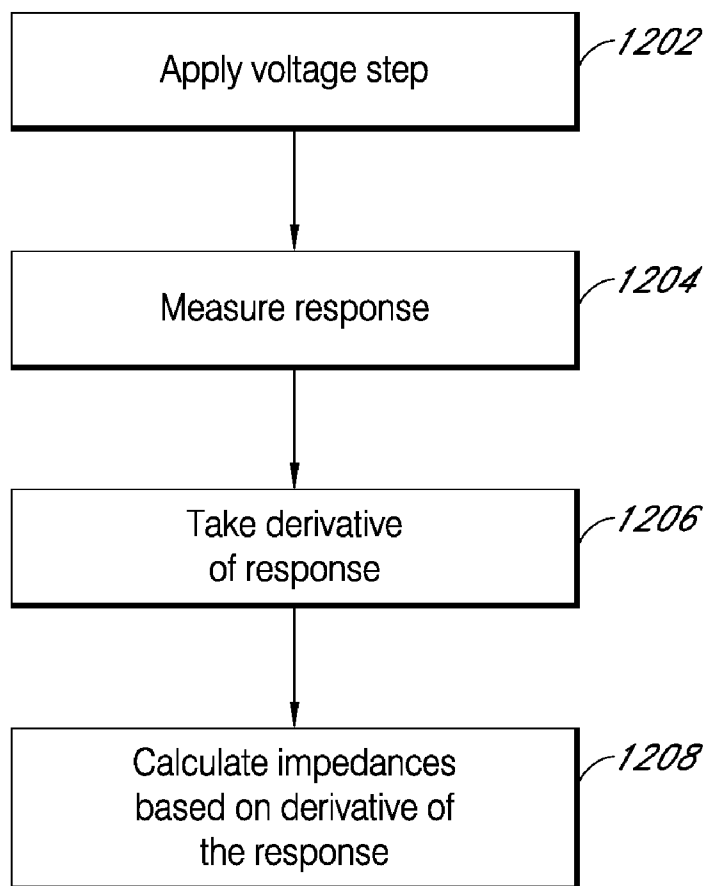 Apply voltage step
1202
Measure response
1204
Take derivative
of response
1206
Calculate impedances
based on derivative of
the response
1208